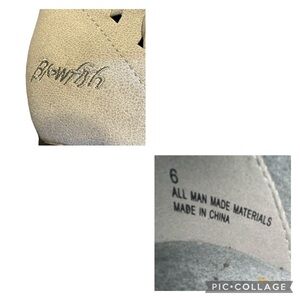 Blowfish
6
ALL MAN MADE MATERIALS
MADE IN CHINA
PIC•COLLAGE